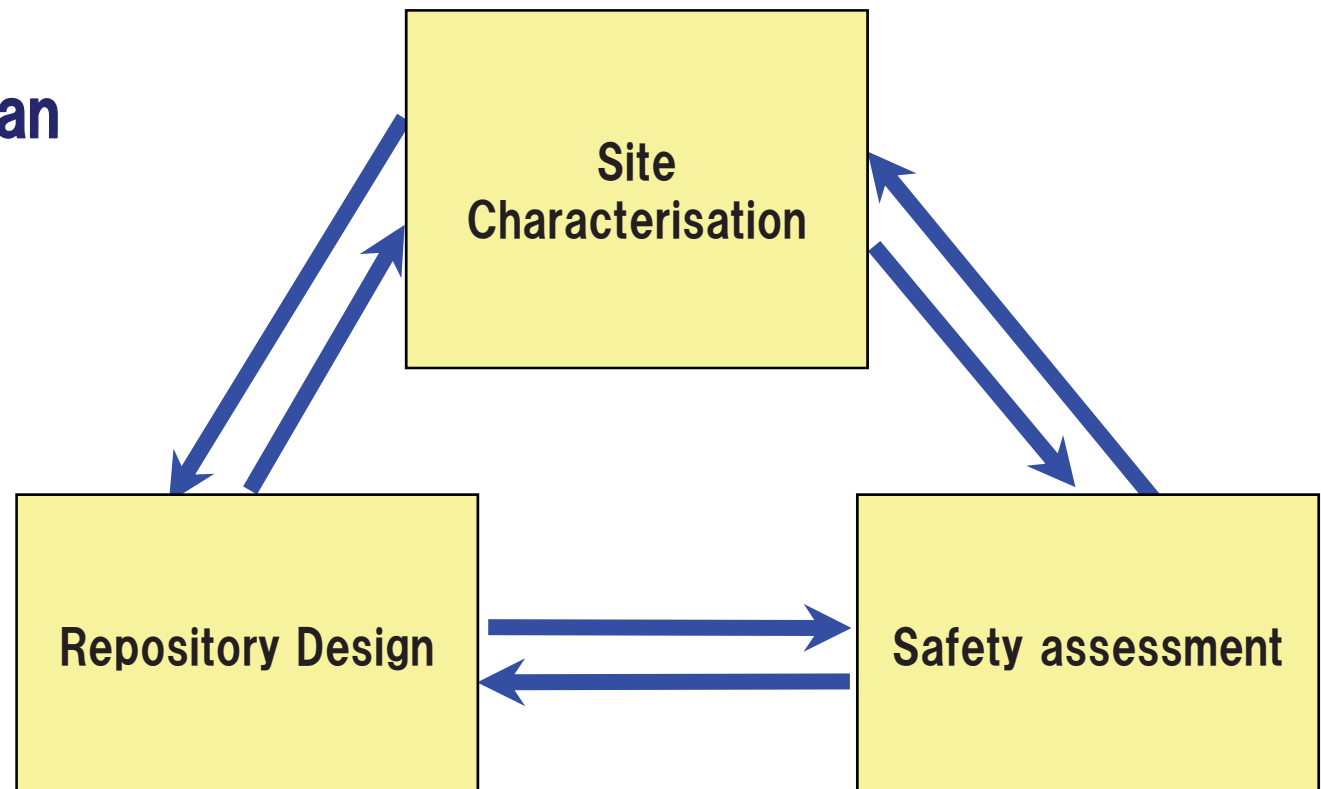 an
Site
Characterisation
Repository Design
Safety assessment